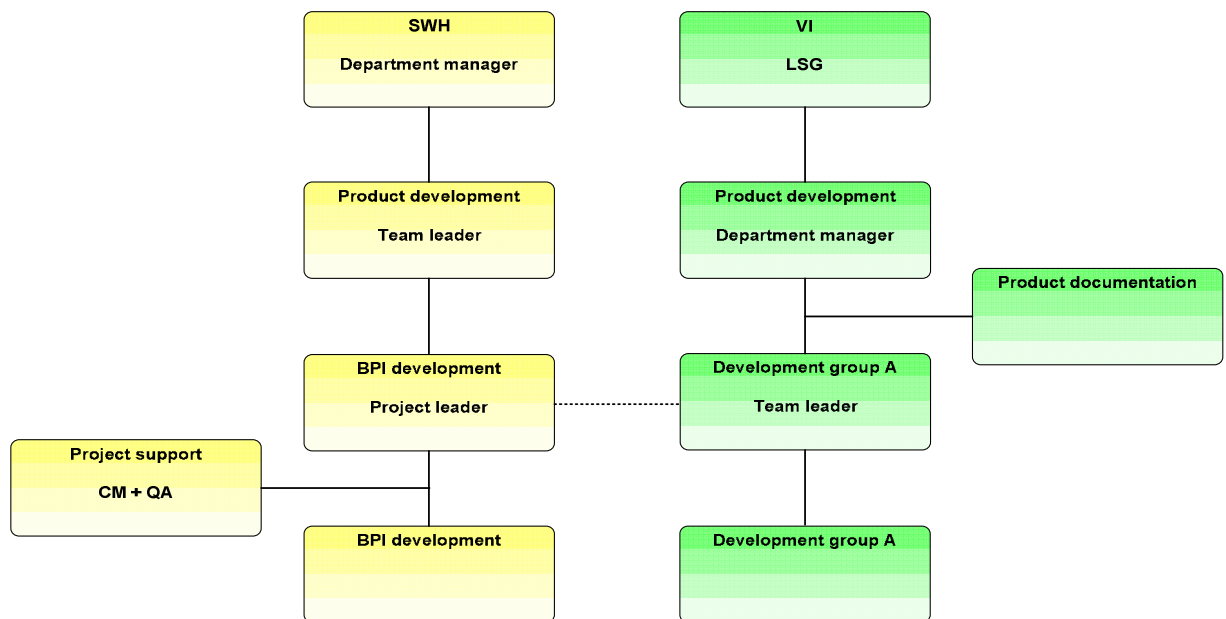 SWH
Department manager
VI
LSG
Product development
Team leader
Product development
Department manager
Product documentation
BPI development
Project leader
Development group A
Team leader
Project support
CM + QA
BPI development
Development group A